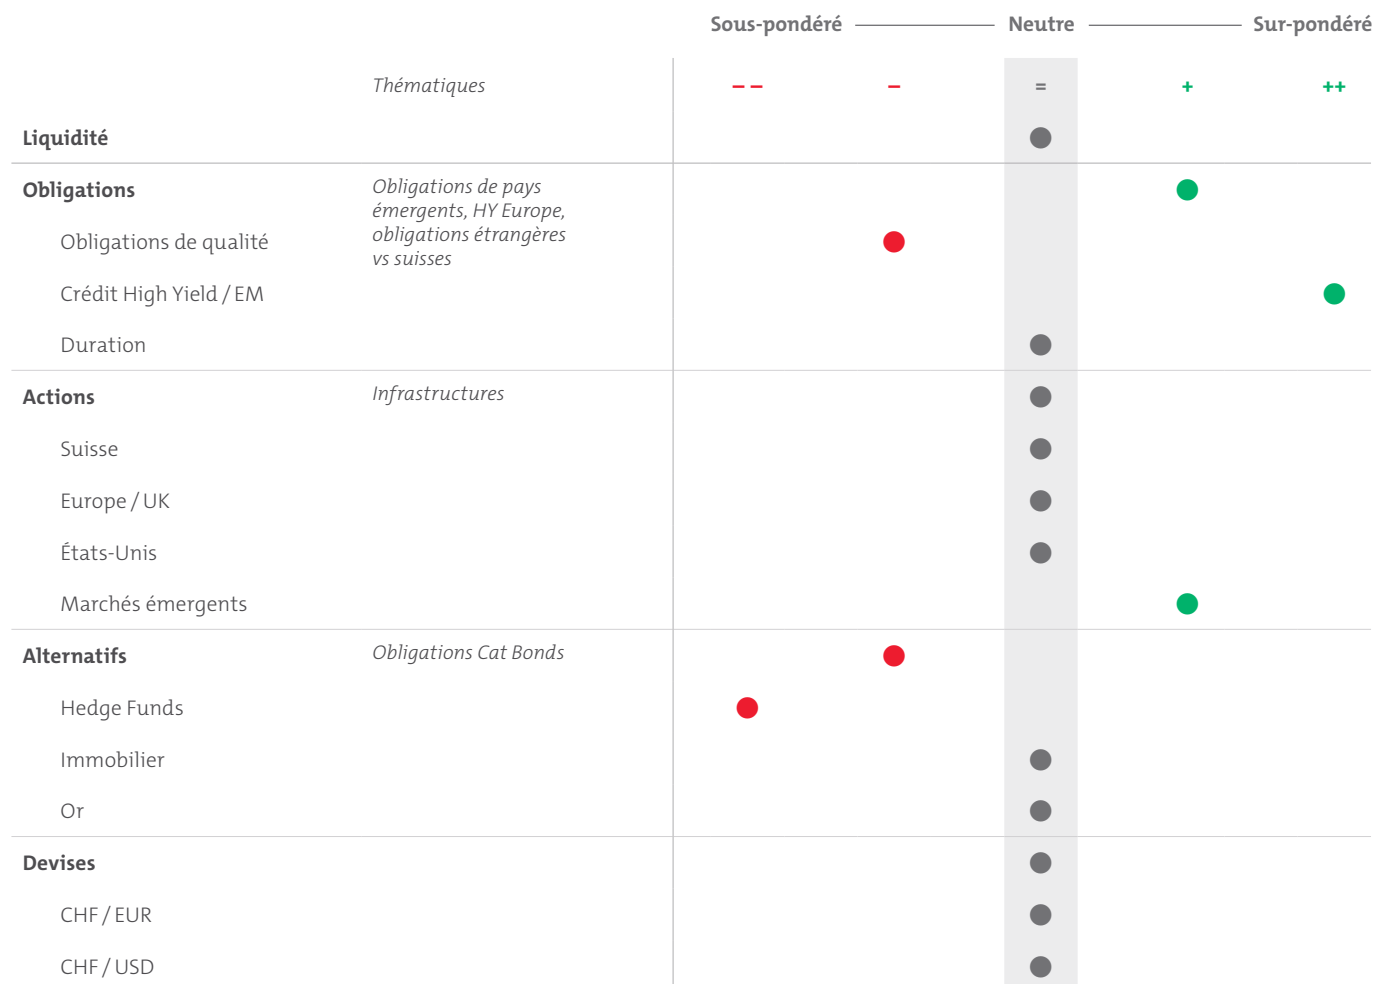 Sous-pondéré Neutre Sur-pondéré
Thématiques – – – = + ++
Liquidité
Obligations Obligations de pays
émergents, HY Europe,
Obligations de qualité obligations étrangères
vs suisses
Crédit High Yield / EM
Duration
Actions Infrastructures
Suisse
Europe / UK
États-Unis
Marchés émergents
Alternatifs Obligations Cat Bonds
Hedge Funds
Immobilier
Or
Devises
CHF / EUR
CHF / USD